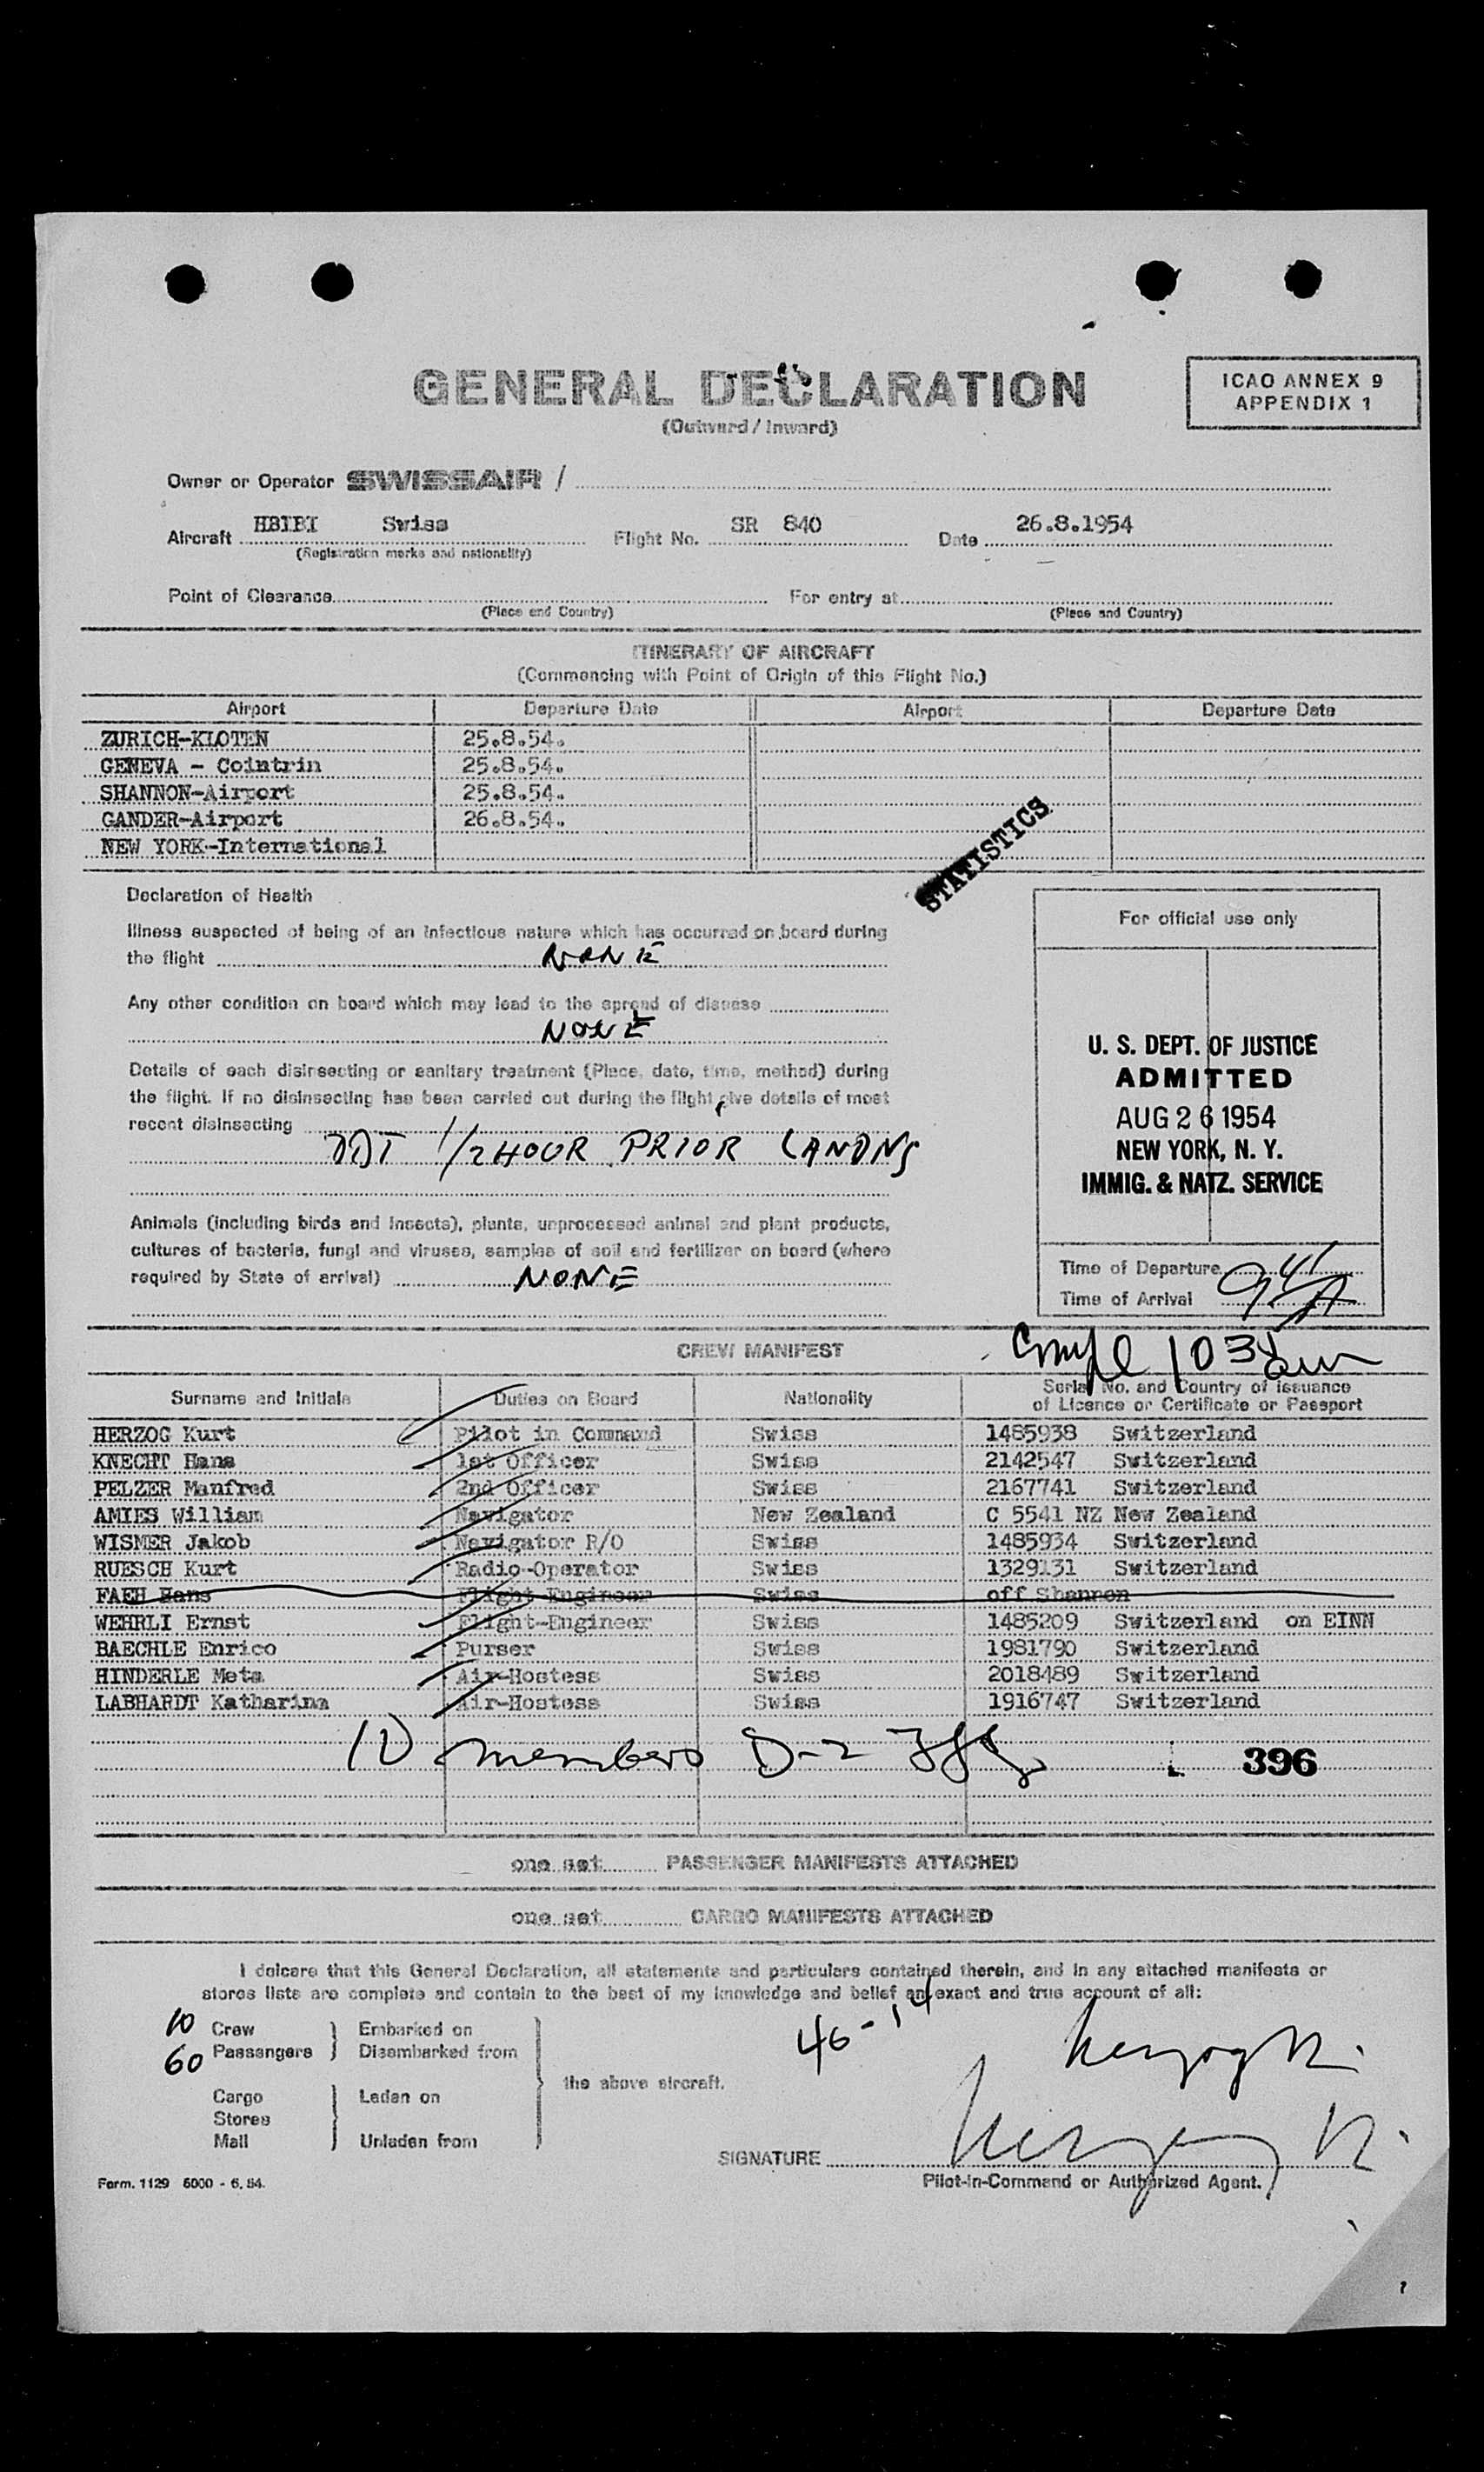 GENERAL DECLARATION
(Outward / Inward)
ICAO ANNEX 9
APPENDIX 1
Owner or Operator SWISSAIR /
Aircraft HBIBI Swiss Flight No. SR 840 Date 26.8.1954
(Registration marks and nationality)
Point of Clearance For entry at
(Place and Country) (Place and Country)
ITINERARY OF AIRCRAFT
(Commencing with Point of Origin of this Flight No.)
Airport Departure Date Airport Departure Date
ZURICH-KLOTEN 25.8.54.
GENEVA - Cointrin 25.8.54.
SHANNON-Airport 25.8.54.
GANDER-Airport 26.8.54.
NEW YORK-International
STATISTICS
Declaration of Health
Illness suspected of being of an infectious nature which has occurred on board during
the flight NONE
Any other condition on board which may lead to the spread of disease
NONE
Details of each disinsecting or sanitary treatment (Place, date, time, method) during
the flight. If no disinsecting has been carried out during the flight give details of most
recent disinsecting
DDT 1/2 HOUR PRIOR LANDNG
Animals (including birds and insects), plants, unprocessed animal and plant products,
cultures of bacteria, fungi and viruses, samples of soil and fertilizer on board (where
required by State of arrival) NONE
For official use only
U. S. DEPT. OF JUSTICE
ADMITTED
AUG 26 1954
NEW YORK, N. Y.
IMMIG. & NATZ. SERVICE
Time of Departure
Time of Arrival
CREW MANIFEST
Surname and Initials Duties on Board Nationality Serial No. and Country of issuance
of Licence or Certificate or Passport
HERZOG Kurt Pilot in Command Swiss 1485938 Switzerland
KNECHT Hans 1st Officer Swiss 2142547 Switzerland
PELZER Manfred 2nd Officer Swiss 2167741 Switzerland
AMIES William Navigator New Zealand C 5541 NZ New Zealand
WISMER Jakob Navigator R/O Swiss 1485934 Switzerland
RUESCH Kurt Radio-Operator Swiss 1329131 Switzerland
FAEH Hans Flight Engineer Swiss off Shannon
WEHRLI Ernst Flight-Engineer Swiss 1485209 Switzerland on EINN
BAECHLE Enrico Purser Swiss 1981790 Switzerland
HINDERLE Meta Air-Hostess Swiss 2018489 Switzerland
LABHARDT Katharina Air-Hostess Swiss 1916747 Switzerland
10 members D-2
396
one set PASSENGER MANIFESTS ATTACHED
one set CARGO MANIFESTS ATTACHED
I dolcare that this General Declaration, all statements and particulars contained therein, and in any attached manifests or
stores lists are complete and contain to the best of my knowledge and belief an exact and true account of all:
10 Crew Embarked on
60 Passengers Disembarked from
46-14
the above aircraft.
Cargo Laden on
Stores
Mail Unladen from
Herzog K.
SIGNATURE Herzog K.
Pilot-in-Command or Authorized Agent.
Form. 1129 5000 - 6. 54.